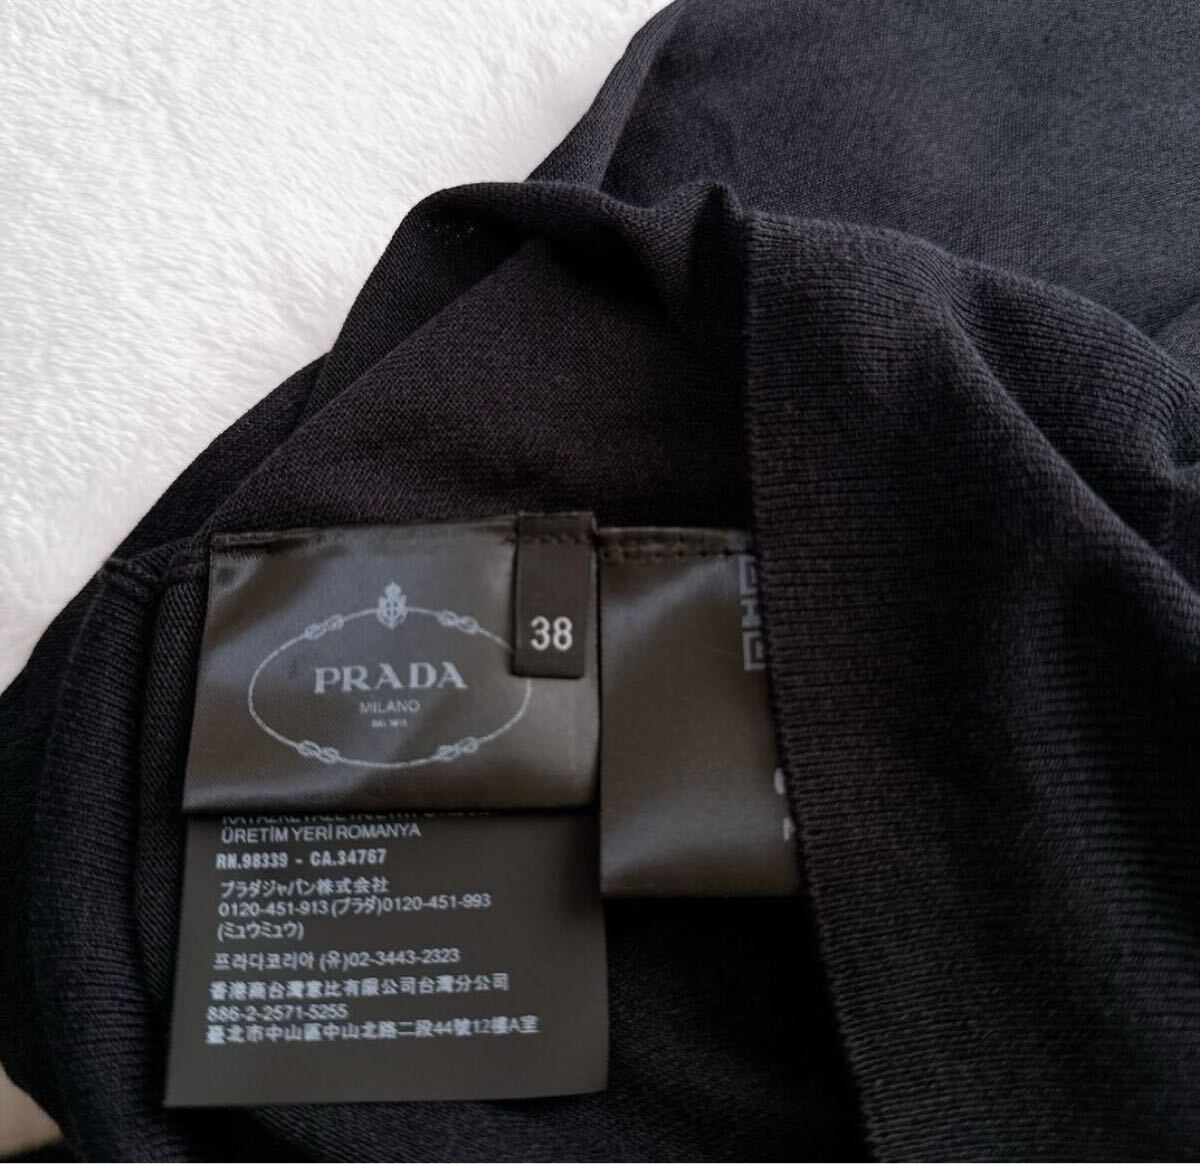 PRADA
MILANO
DAL 1913
38
ÜRETİM YERİ ROMANYA
RN.98339 - CA.34767
プラダジャパン株式会社
0120-451-913 (プラダ)0120-451-993
(ミュウミュウ)
프라다코리아 (유)02-3443-2323
香港商台灣意比有限公司台灣分公司
886-2-2571-5255
臺北市中山區中山北路二段44號12樓A室